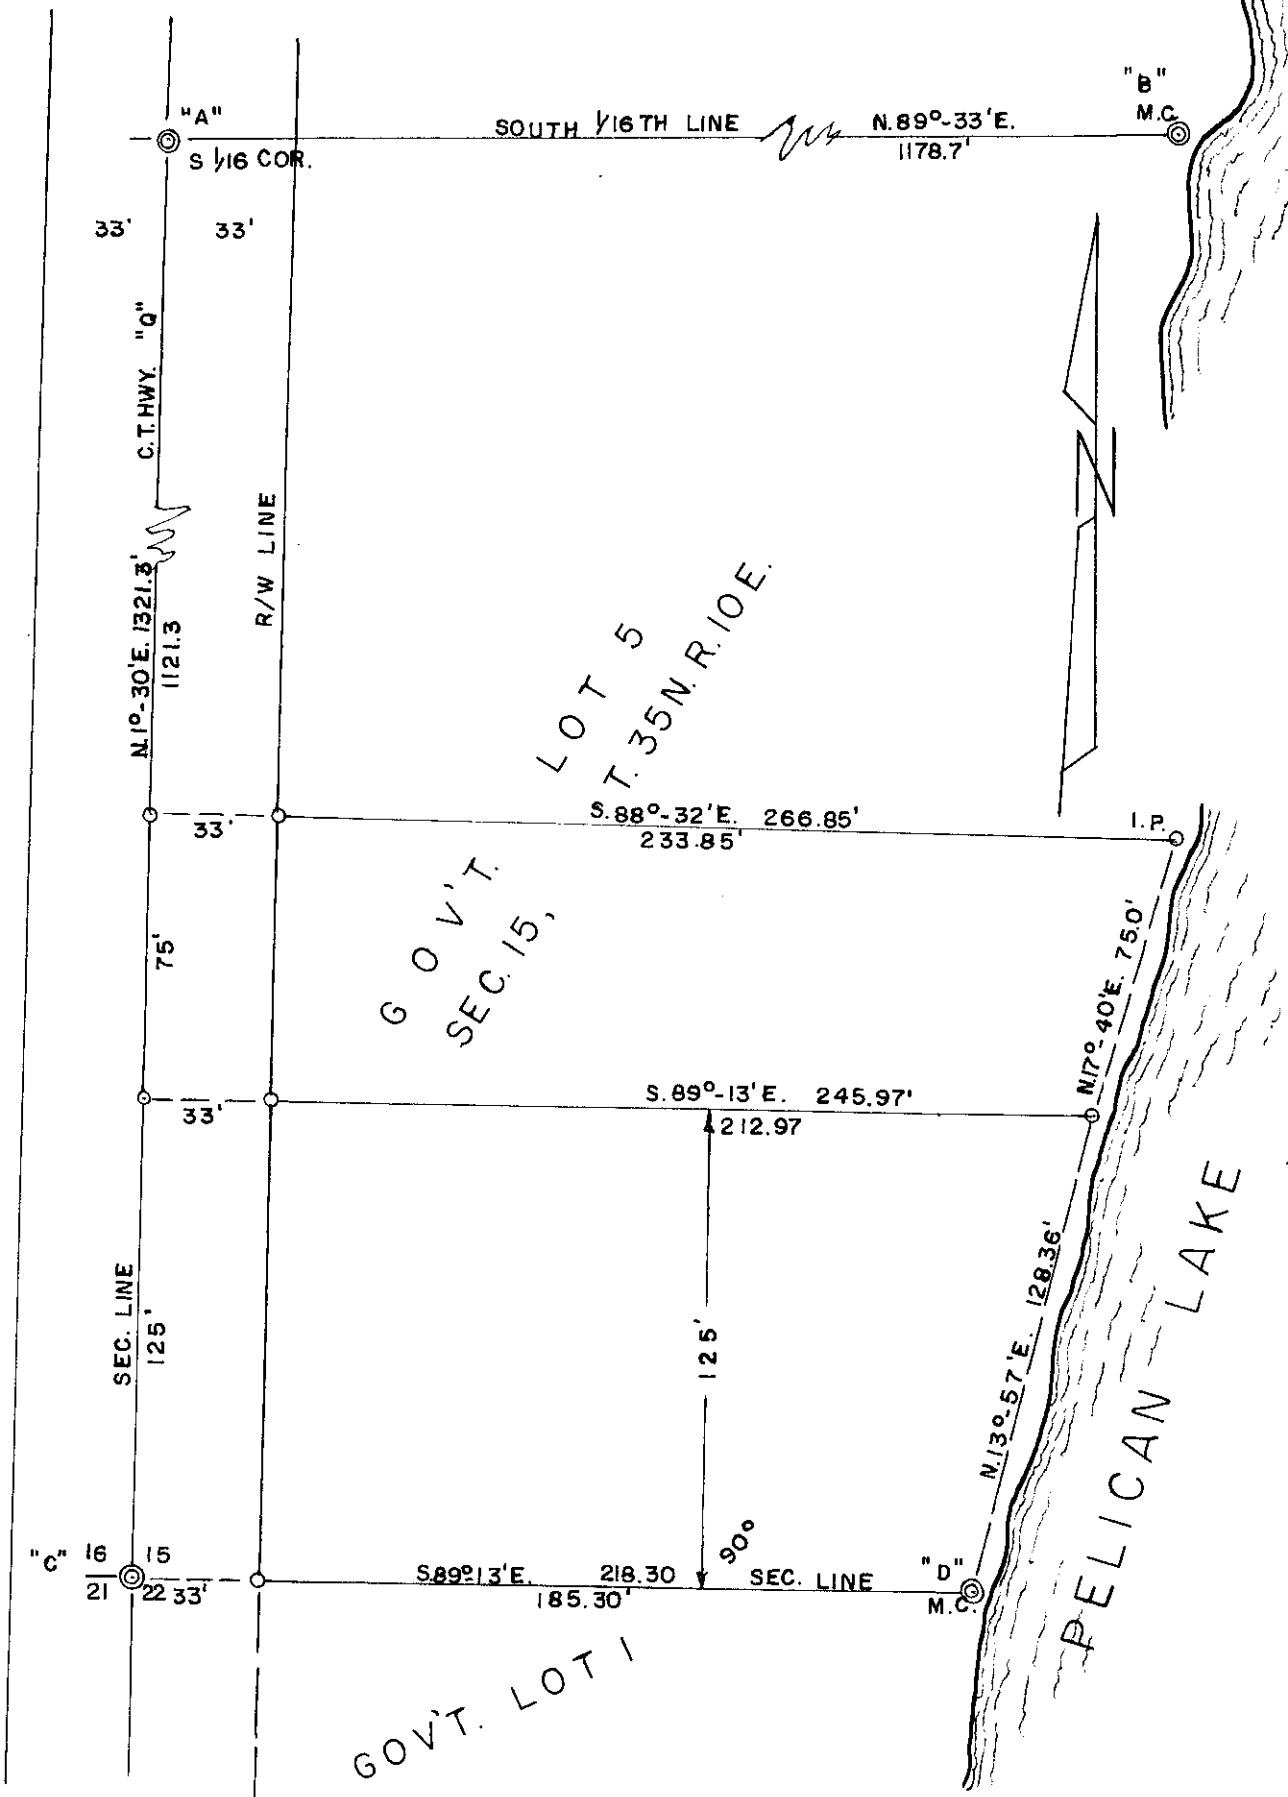 "A"
S 1/16 COR.
SOUTH 1/16TH LINE
N.89°-33'E.
1178.7'
"B"
M.C.
33'
33'
C.T.HWY. "Q"
R/W LINE
N
N.1°-30'E. 1321.3'
1121.3
GOV'T. LOT 5
SEC. 15, T. 35N. R. 10E.
33'
S.88°-32'E. 266.85'
233.85'
I.P.
75'
N.17°-40'E. 75.0'
33'
S.89°-13'E. 245.97'
212.97
SEC. LINE
125'
125'
N.13°-57'E. 128.36'
PELICAN LAKE
90°
"C"
16 15
21 22
33'
S.89°13'E. 218.30 SEC. LINE
185.30'
"D"
M.C.
GOV'T. LOT 1